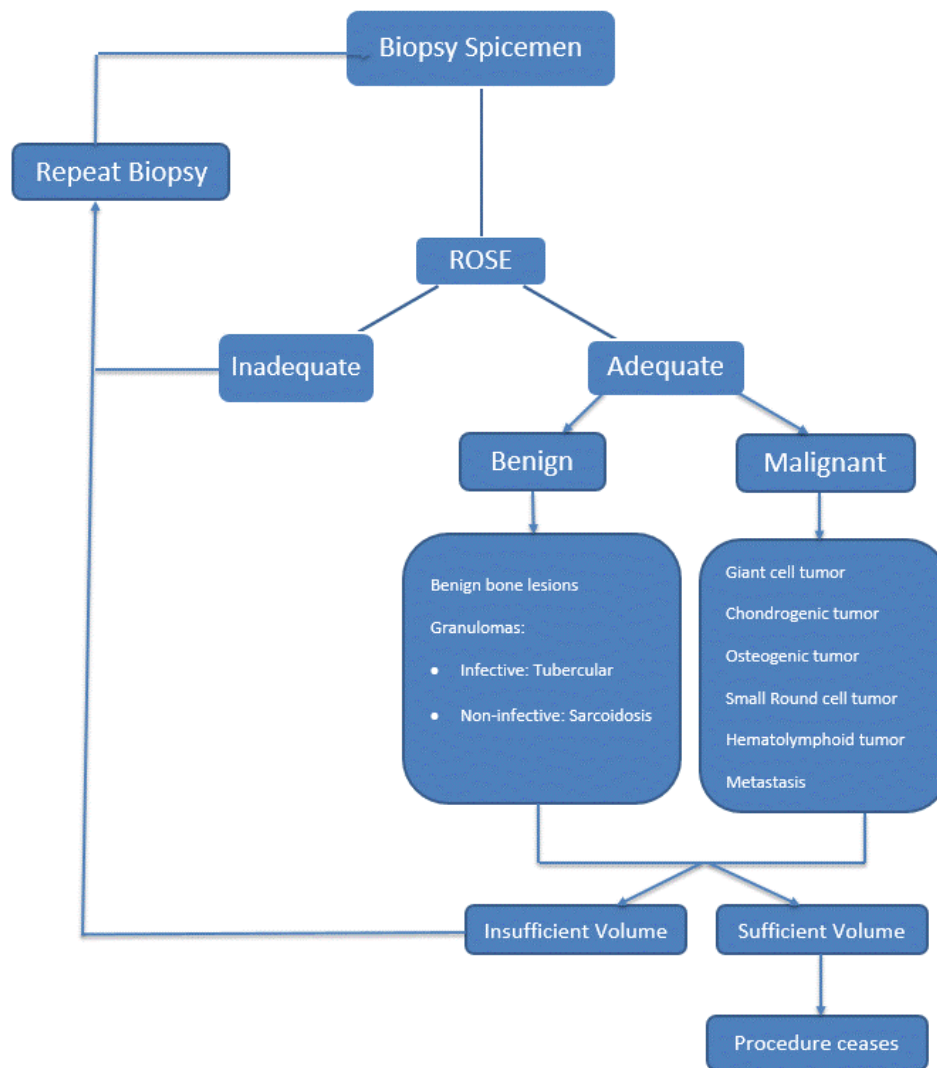 Biopsy Spicemen
Repeat Biopsy
ROSE
Inadequate
Adequate
Benign
Malignant
Benign bone lesions
Granulomas:
• Infective: Tubercular
• Non-infective: Sarcoidosis
Giant cell tumor
Chondrogenic tumor
Osteogenic tumor
Small Round cell tumor
Hematolymphoid tumor
Metastasis
Insufficient Volume
Sufficient Volume
Procedure ceases